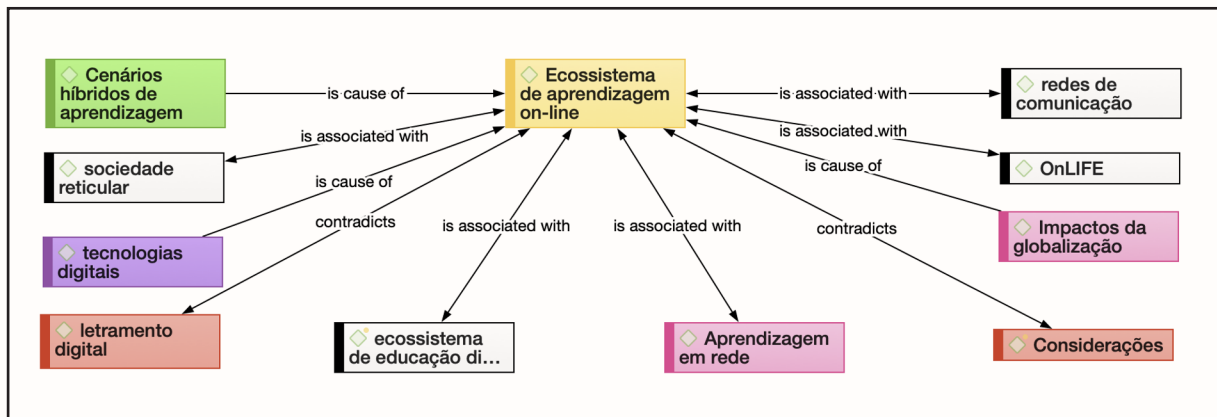 Cenários
híbridos de
aprendizagem
is cause of
Ecossistema
de aprendizagem
on-line
is associated with
redes de
comunicação
is associated with
sociedade
reticular
is associated with
OnLIFE
is cause of
tecnologias
digitais
is cause of
Impactos da
globalização
contradicts
letramento
digital
is associated with
ecossistema
de educação di...
is associated with
Aprendizagem
em rede
contradicts
Considerações